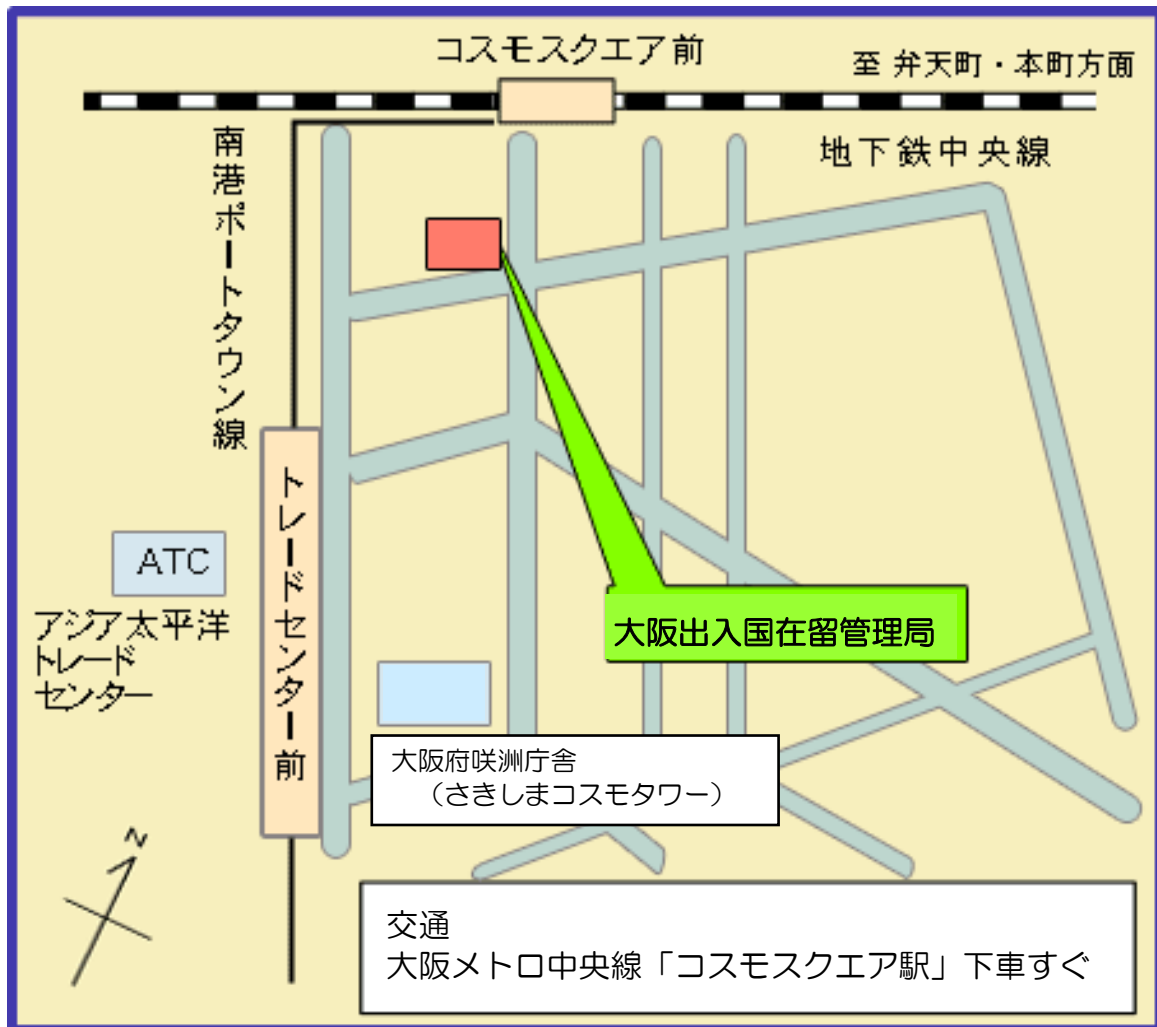 コスモスクエア前
至 弁天町・本町方面
地下鉄中央線
南港ポートタウン線
トレードセンター前
ATC
アジア太平洋
トレード
センター
大阪出入国在留管理局
大阪府咲洲庁舎
（さきしまコスモタワー）
N
交通
大阪メトロ中央線「コスモスクエア駅」下車すぐ